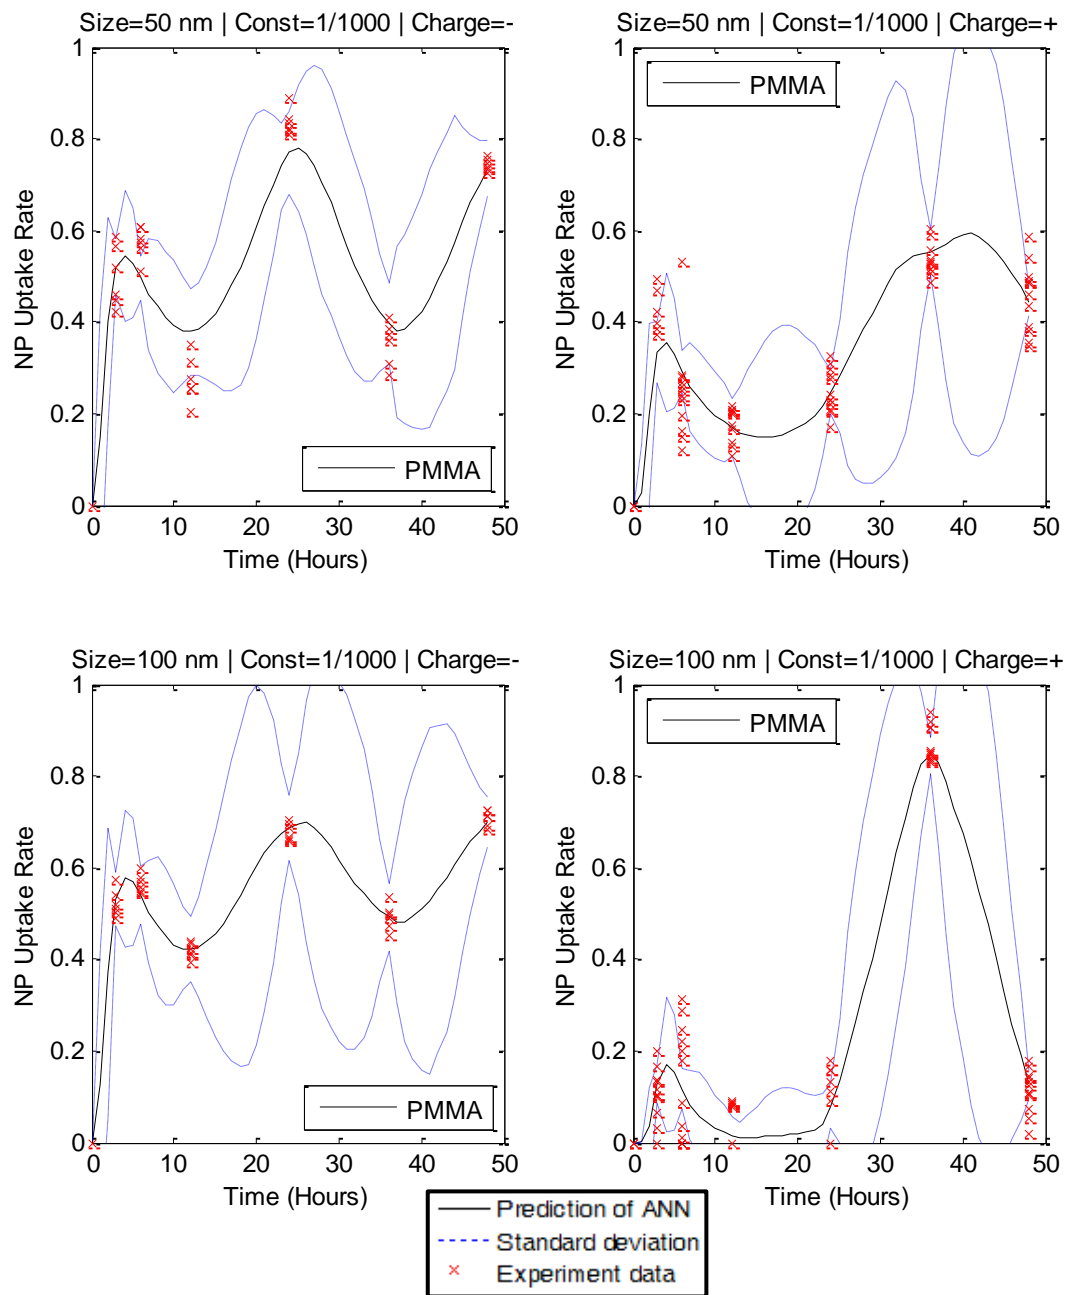 Size=50 nm | Const=1/1000 | Charge=-
1
0.8
0.6
0.4
0.2
0
NP Uptake Rate
PMMA
0 10 20 30 40 50
Time (Hours)
Size=50 nm | Const=1/1000 | Charge=+
1
0.8
0.6
0.4
0.2
0
NP Uptake Rate
PMMA
0 10 20 30 40 50
Time (Hours)
Size=100 nm | Const=1/1000 | Charge=-
1
0.8
0.6
0.4
0.2
0
NP Uptake Rate
PMMA
0 10 20 30 40 50
Time (Hours)
Size=100 nm | Const=1/1000 | Charge=+
1
0.8
0.6
0.4
0.2
0
NP Uptake Rate
PMMA
0 10 20 30 40 50
Time (Hours)
Prediction of ANN
Standard deviation
Experiment data